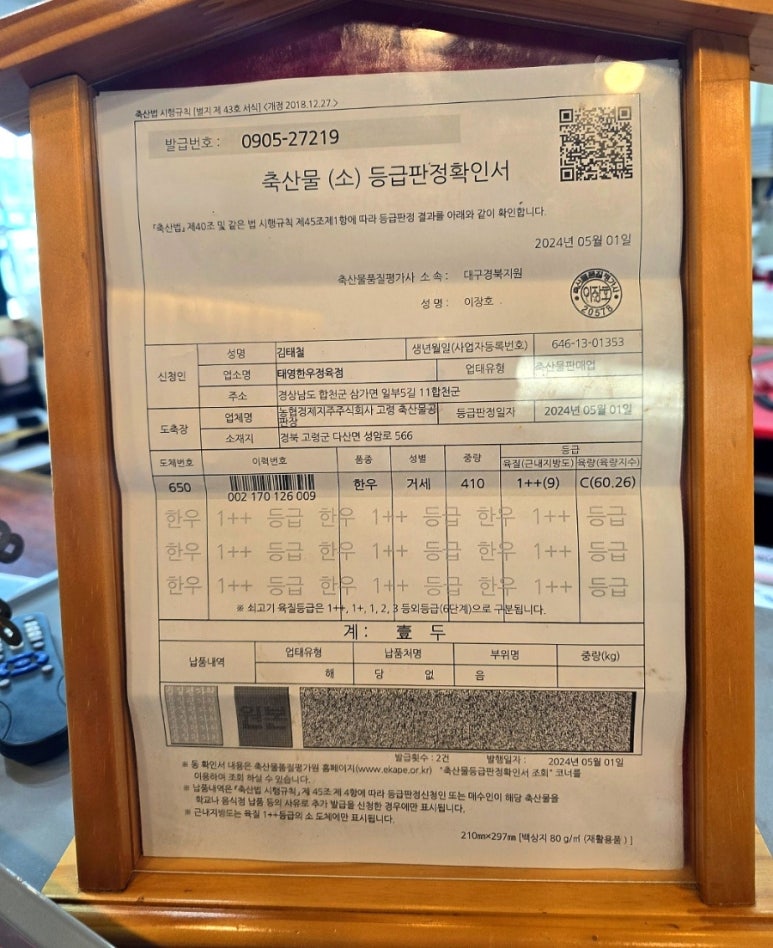 축산법 시행규칙 [별지 제 43호 서식] <개정 2018.12.27 >
발급번호 : 0905-27219
축산물 (소) 등급판정확인서
「축산법」 제40조 및 같은 법 시행규칙 제45조제1항에 따라 등급판정 결과를 아래와 같이 확인합니다.
2024년 05월 01일
축산물품질평가사 소 속 : 대구경북지원
성 명 : 이장호
축산물품질평가사 이장호 20578
신청인 성명 김태철 생년월일(사업자등록번호) 646-13-01353
업소명 태영한우정육점 업태유형 축산물판매업
주소 경상남도 합천군 삼가면 일부5길 11합천군
도축장 업체명 농협경제지주주식회사 고령 축산물공판장 등급판정일자 2024년 05월 01일
소재지 경북 고령군 다산면 성암로 566
도체번호 이력번호 품종 성별 중량 등급
육질(근내지방도) 육량(육량지수)
650 002 170 126 009 한우 거세 410 1++(9) C(60.26)
한우 1++ 등급 한우 1++ 등급 한우 1++ 등급
한우 1++ 등급 한우 1++ 등급 한우 1++ 등급
한우 1++ 등급 한우 1++ 등급 한우 1++ 등급
※ 쇠고기 육질등급은 1++, 1+, 1, 2, 3 등외등급(6단계)으로 구분됩니다.
계 : 壹 두
납품내역 업태유형 납품처명 부위명 중량(kg)
해 당 없 음
발급횟수 : 2건 발행일자 : 2024년 05월 01일
※ 동 확인서 내용은 축산물품질평가원 홈페이지(www.ekape.or.kr) "축산물등급판정확인서 조회" 코너를
이용하여 조회 하실 수 있습니다.
※ 납품내역은 「축산법 시행규칙」 제 45조 제 4항에 따라 등급판정신청인 또는 매수인이 해당 축산물을
학교나 음식점 납품 등의 사유로 추가 발급을 신청한 경우에만 표시됩니다.
※ 근내지방도는 육질 1++등급의 소 도체에만 표시됩니다.
210㎜×297㎜ [백상지 80 g/㎡ (재활용품 ) ]